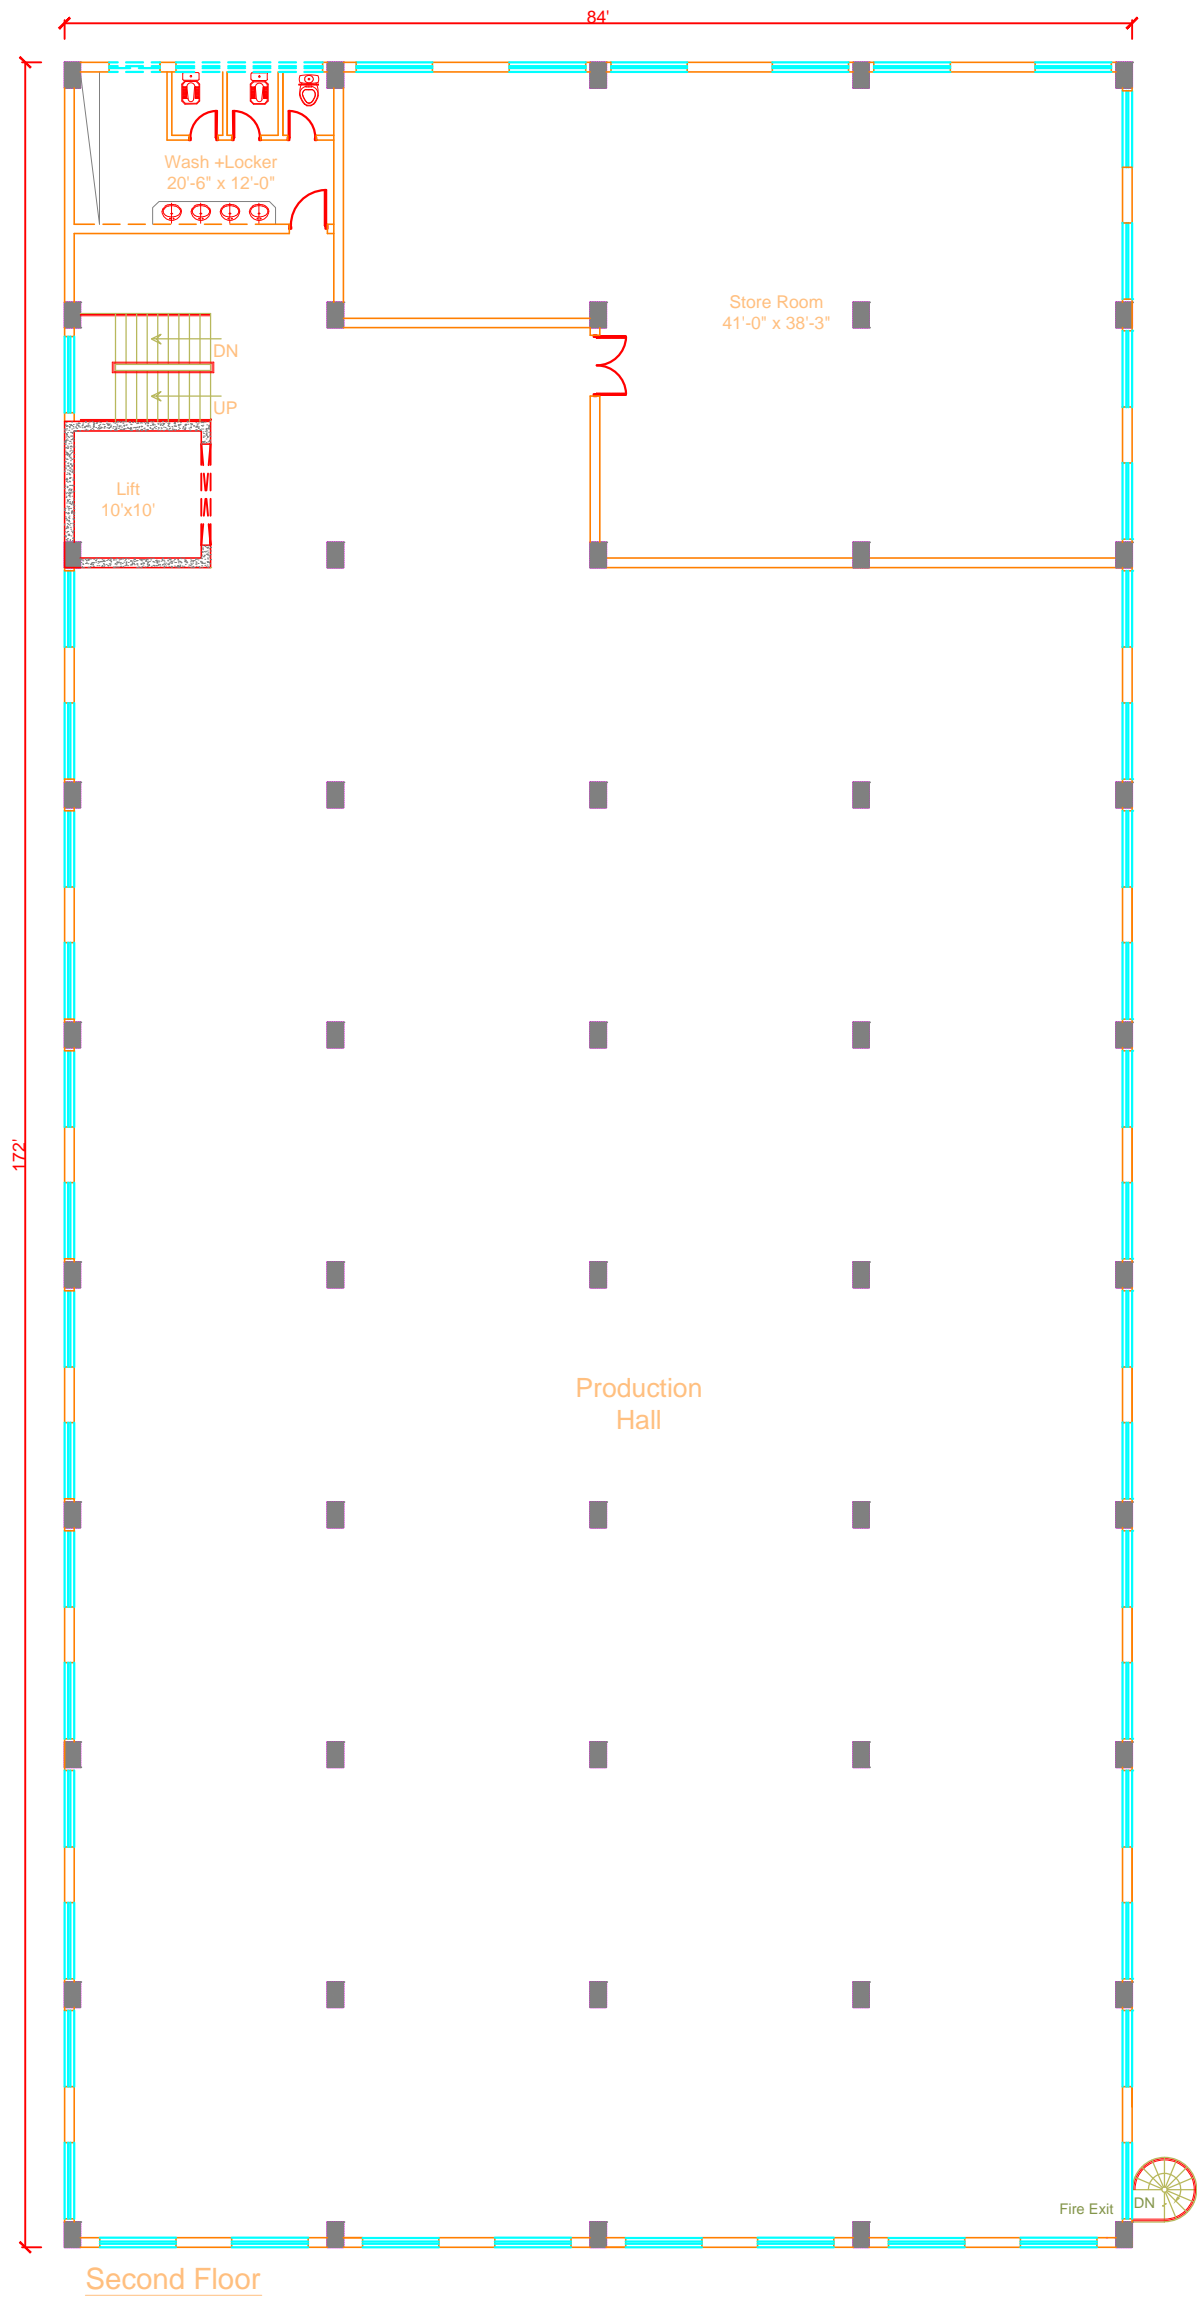 84'
Wash +Locker
20'-6" x 12'-0"
Store Room
41'-0" x 38'-3"
DN
UP
Lift
10'x10'
172'
Production
Hall
Fire Exit
DN
Second Floor